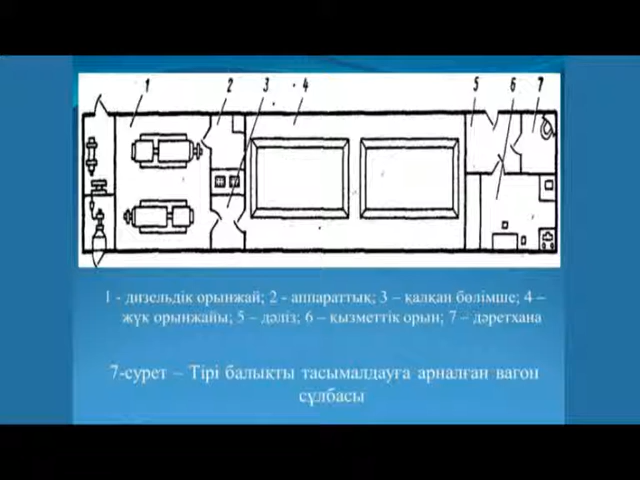 1 2 3 4 5 6 7
1 - дизельдік орынжай; 2 - аппараттық; 3 – қалқан бөлімше; 4 –
жүк орынжайы; 5 – дәліз; 6 – қызметтік орын; 7 – дәретхана
7-сурет – Тірі балықты тасымалдауға арналған вагон
сұлбасы